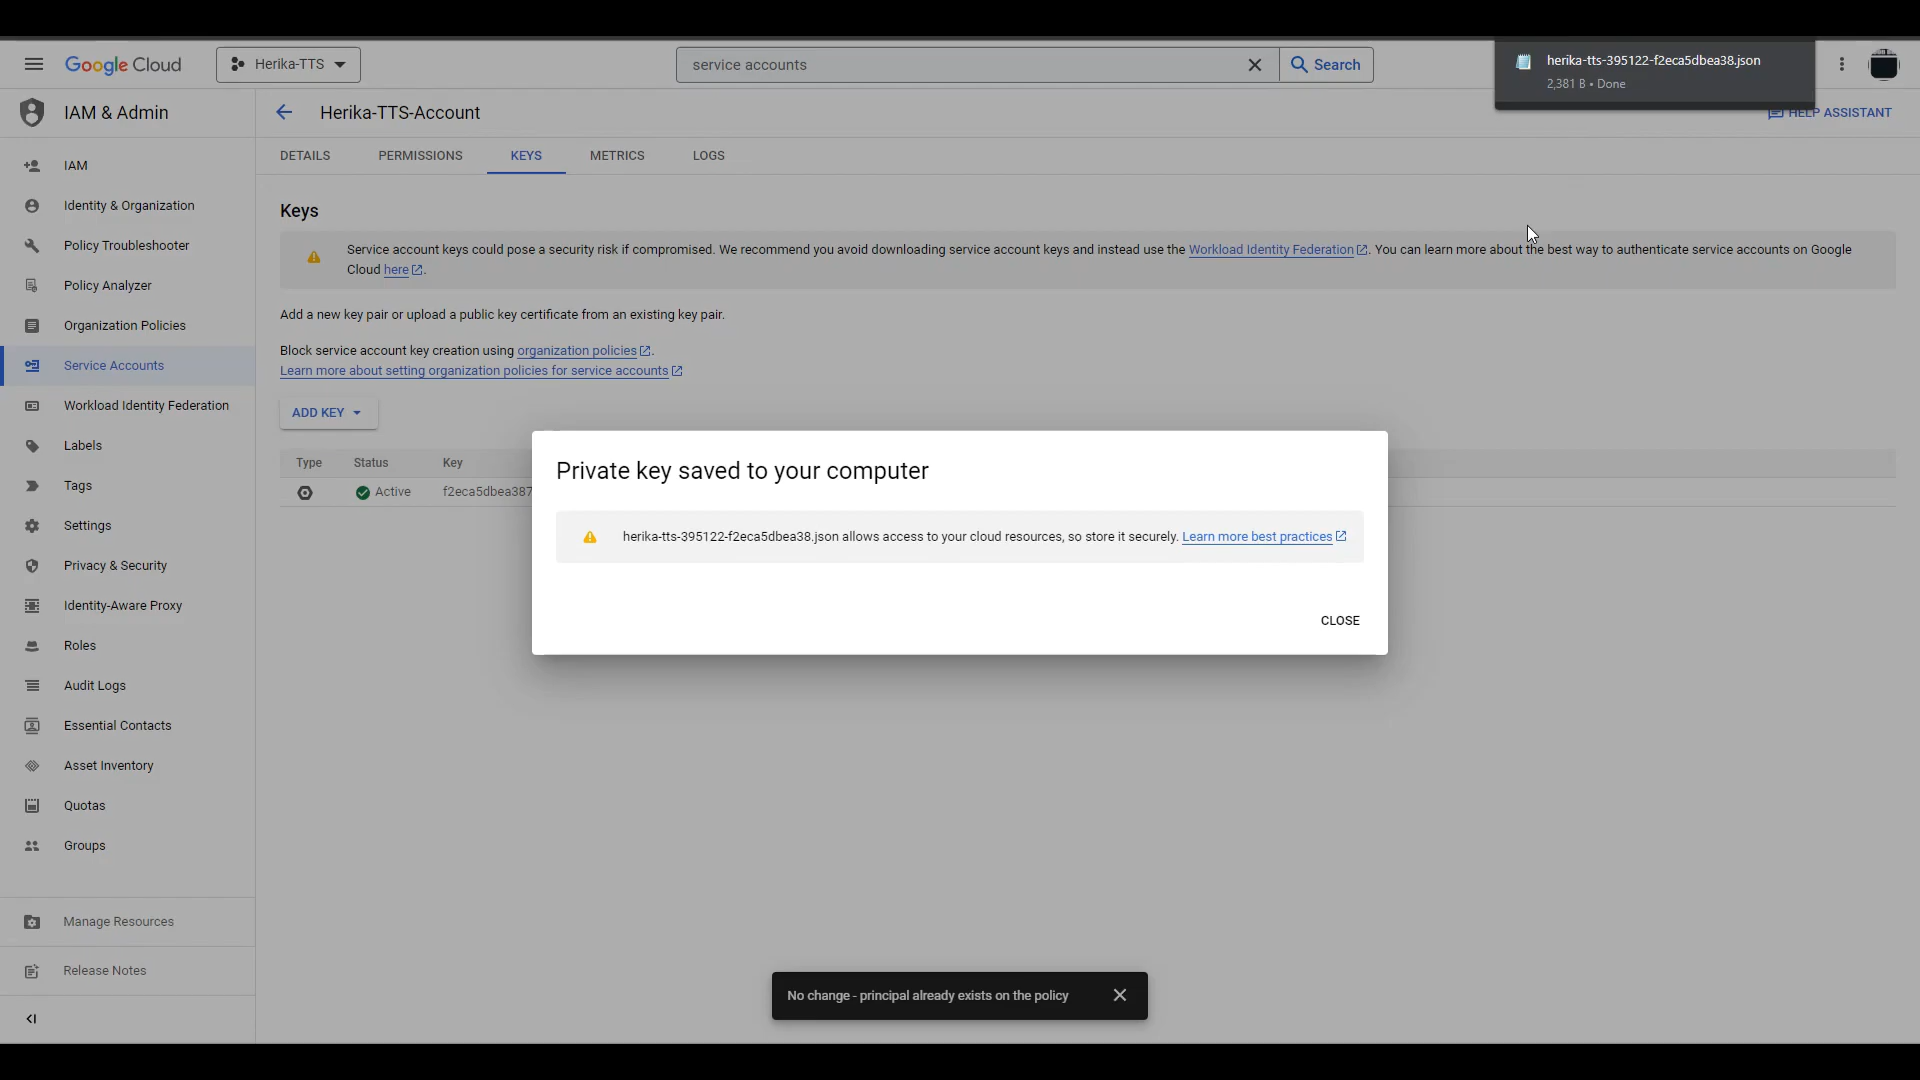 Google Cloud
Herika-TTS
service accounts
Search
herika-tts-395122-f2eca5dbea38.json
2,381 B • Done
IAM & Admin
Herika-TTS-Account
HELP ASSISTANT
DETAILS
PERMISSIONS
KEYS
METRICS
LOGS
IAM
Identity & Organization
Policy Troubleshooter
Policy Analyzer
Organization Policies
Service Accounts
Workload Identity Federation
Labels
Tags
Settings
Privacy & Security
Identity-Aware Proxy
Roles
Audit Logs
Essential Contacts
Asset Inventory
Quotas
Groups
Manage Resources
Release Notes
Keys
Service account keys could pose a security risk if compromised. We recommend you avoid downloading service account keys and instead use the Workload Identity Federation. You can learn more about the best way to authenticate service accounts on Google
Cloud here.
Add a new key pair or upload a public key certificate from an existing key pair.
Block service account key creation using organization policies.
Learn more about setting organization policies for service accounts
ADD KEY
Type Status Key
Active f2eca5dbea387
Private key saved to your computer
herika-tts-395122-f2eca5dbea38.json allows access to your cloud resources, so store it securely. Learn more best practices
CLOSE
No change - principal already exists on the policy